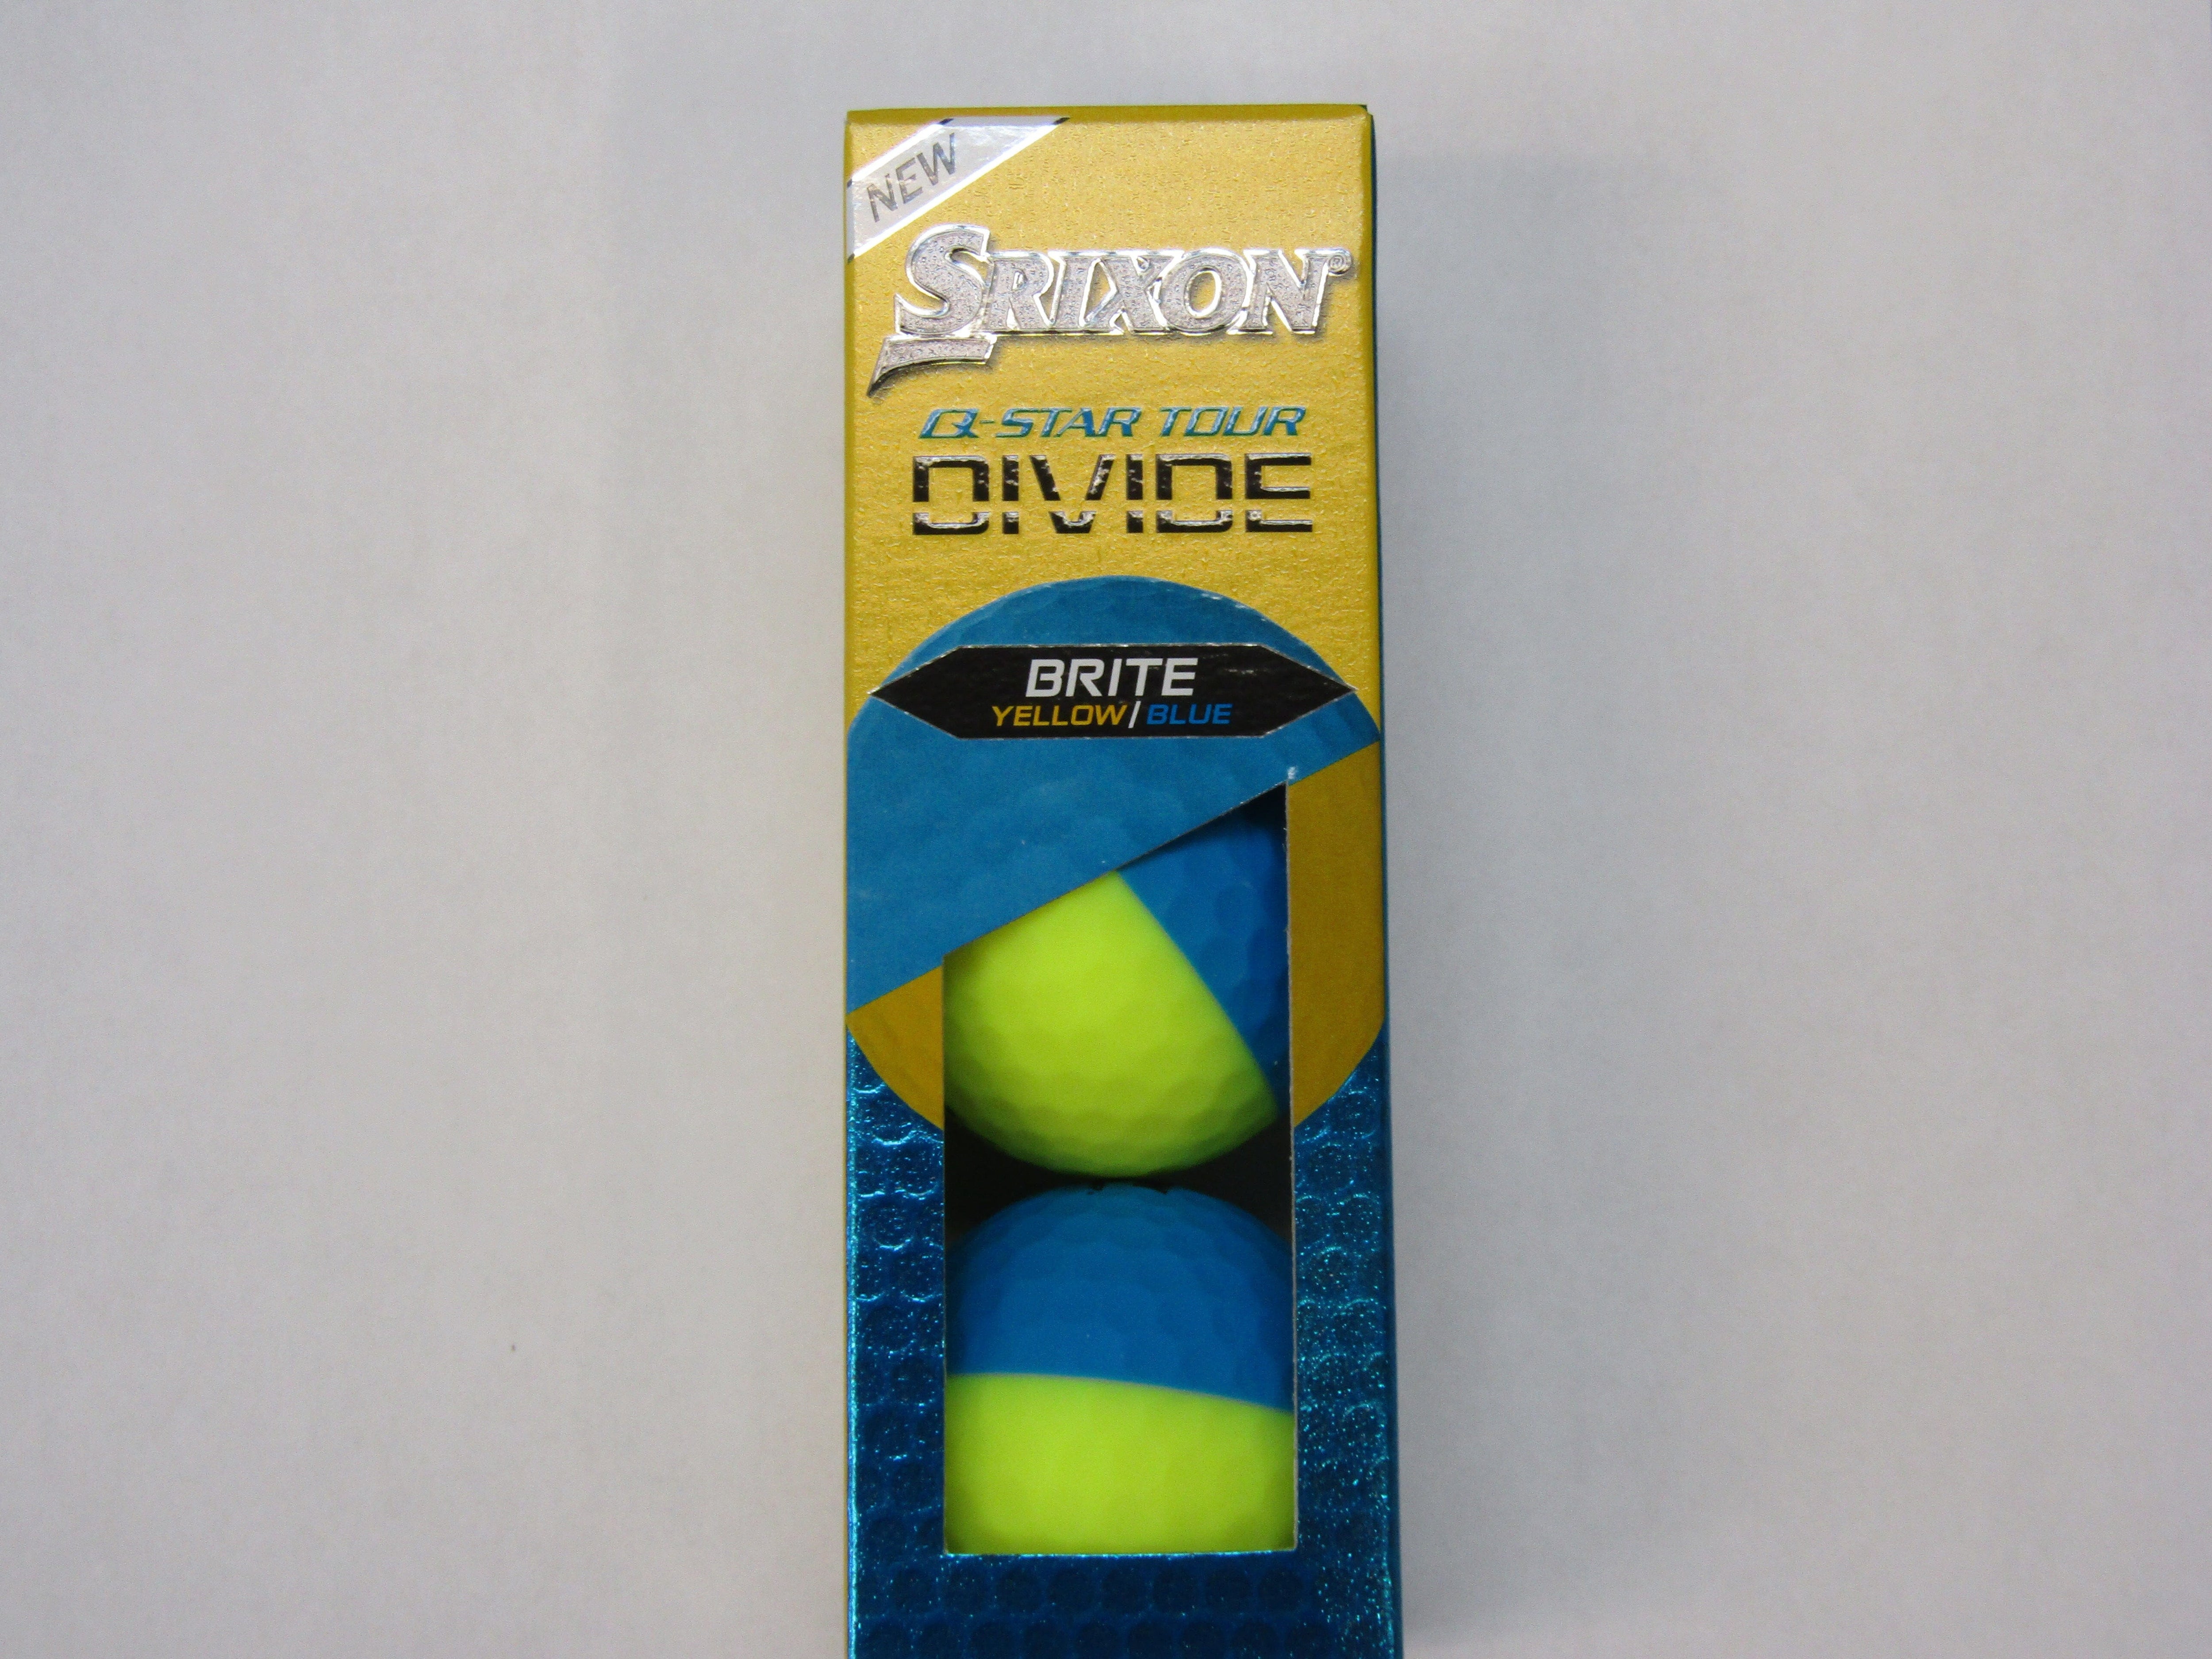 NEW
SRIXON®
Q-STAR TOUR
DIVIDE
BRITE
YELLOW/BLUE